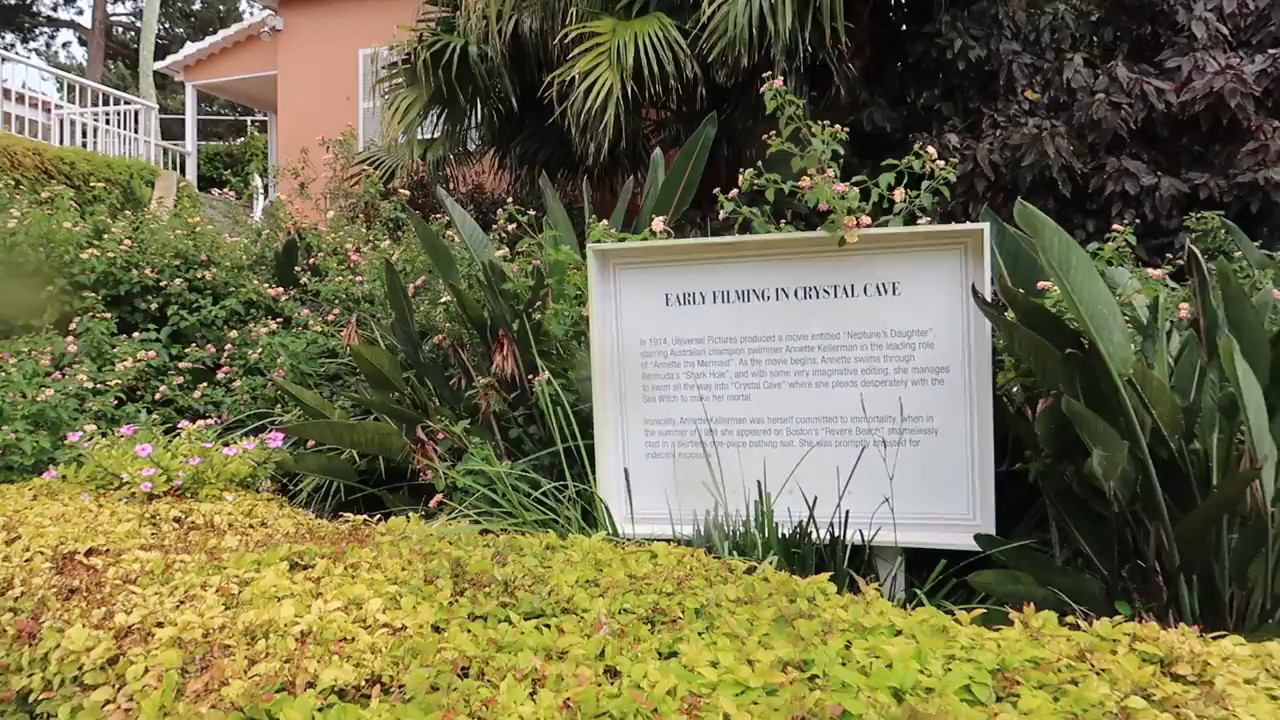 EARLY FILMING IN CRYSTAL CAVE
In 1914, Universal Pictures produced a movie entitled "Neptune's Daughter",
starring Australian champion swimmer Annette Kellerman in the leading role
of "Annette the Mermaid". As the movie begins, Annette swims through
Bermuda's "Shark Hole", and with some very imaginative editing, she manages
to swim all the way into "Crystal Cave" where she pleads desperately with the
Sea Witch to make her mortal.
Ironically, Annette Kellerman was herself committed to immortality, when in
the summer of she appeared on Boston's "Revere Beach" shamelessly
clad in a skirtless one-piece bathing suit. She was promptly arrested for
indecent exposure.